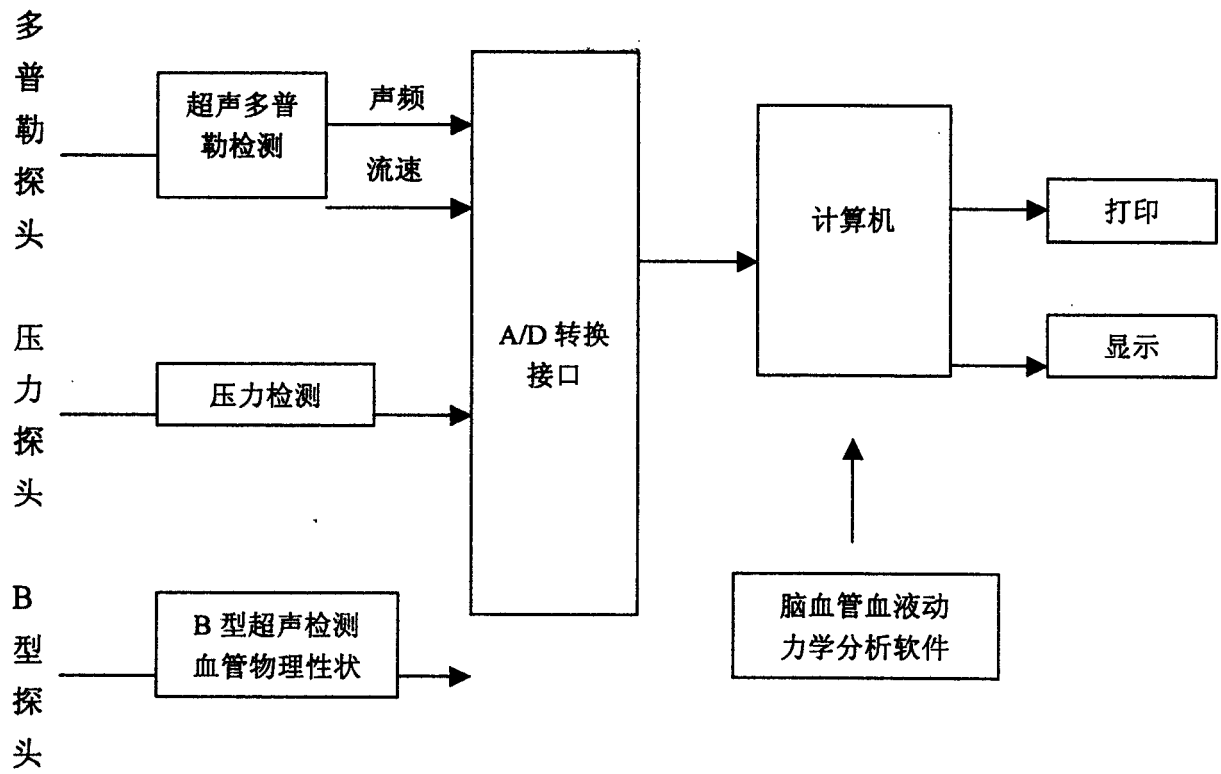 多普勒探头
超声多普
勒检测
声频
流速
压力探头
压力检测
B型探头
B 型超声检测
血管物理性状
A/D 转换
接口
计算机
打印
显示
脑血管血液动
力学分析软件